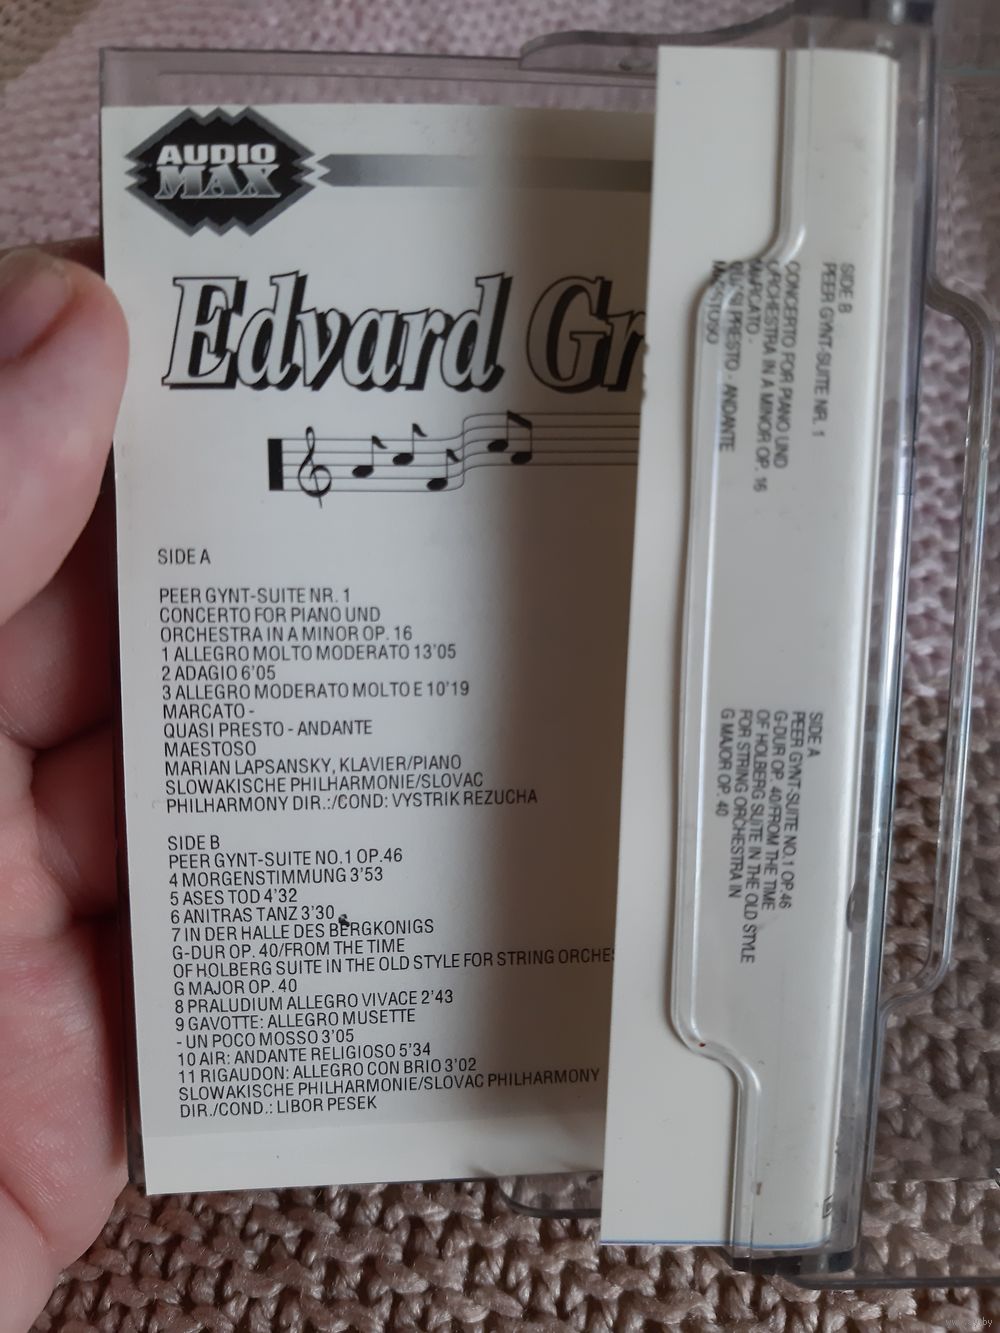 AUDIO
MAX
Edvard Gr
SIDE A
PEER GYNT-SUITE NR. 1
CONCERTO FOR PIANO UND
ORCHESTRA IN A MINOR OP. 16
1 ALLEGRO MOLTO MODERATO 13'05
2 ADAGIO 6'05
3 ALLEGRO MODERATO MOLTO E 10'19
MARCATO -
QUASI PRESTO - ANDANTE
MAESTOSO
MARIAN LAPSANSKY, KLAVIER/PIANO
SLOWAKISCHE PHILHARMONIE/SLOVAC
PHILHARMONY DIR.:/COND: VYSTRIK REZUCHA
SIDE B
PEER GYNT-SUITE NO.1 OP.46
4 MORGENSTIMMUNG 3'53
5 ASES TOD 4'32
6 ANITRAS TANZ 3'30
7 IN DER HALLE DES BERGKONIGS
G-DUR OP. 40/FROM THE TIME
OF HOLBERG SUITE IN THE OLD STYLE FOR STRING ORCHES
G MAJOR OP. 40
8 PRALUDIUM ALLEGRO VIVACE 2'43
9 GAVOTTE: ALLEGRO MUSETTE
- UN POCO MOSSO 3'05
10 AIR: ANDANTE RELIGIOSO 5'34
11 RIGAUDON: ALLEGRO CON BRIO 3'02
SLOWAKISCHE PHILHARMONIE/SLOVAC PHILHARMONY
DIR./COND.: LIBOR PESEK
SIDE B
PEER GYNT-SUITE NR. 1
CONCERTO FOR PIANO UND
ORCHESTRA IN A MINOR OP. 16
MARCATO -
QUASI PRESTO - ANDANTE
MAESTOSO
SIDE A
PEER GYNT-SUITE NO.1 OP.46
G-DUR OP. 40/FROM THE TIME
OF HOLBERG SUITE IN THE OLD STYLE
FOR STRING ORCHESTRA IN
G MAJOR OP. 40